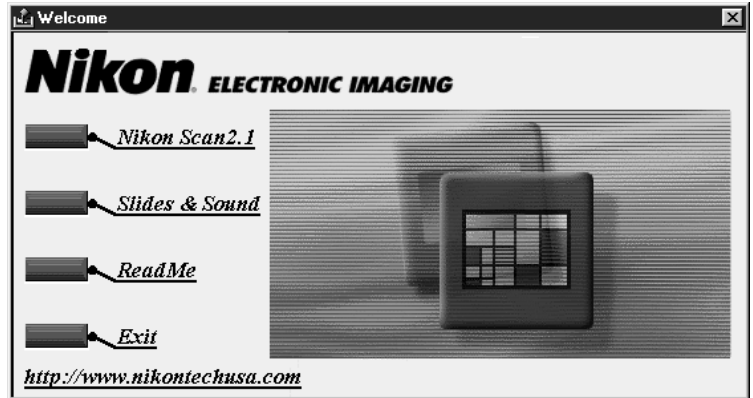 Welcome
Nikon® ELECTRONIC IMAGING
Nikon Scan2.1
Slides & Sound
ReadMe
Exit
http://www.nikontechusa.com